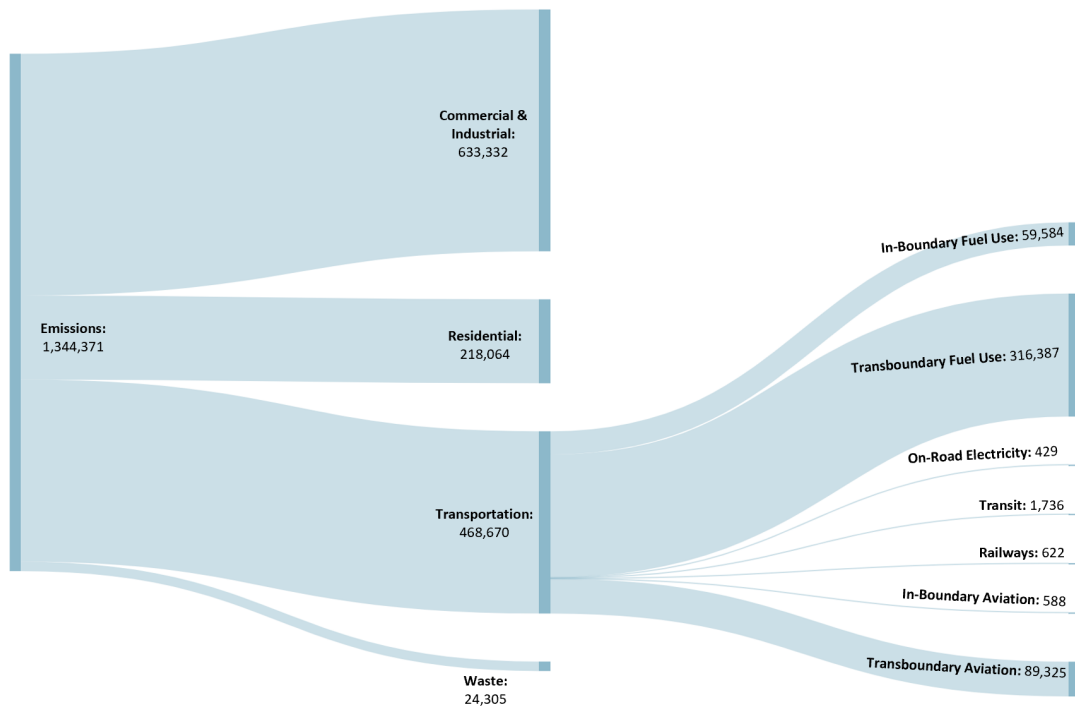 Emissions:
1,344,371
Commercial &
Industrial:
633,332
Residential:
218,064
Transportation:
468,670
Waste:
24,305
In-Boundary Fuel Use: 59,584
Transboundary Fuel Use: 316,387
On-Road Electricity: 429
Transit: 1,736
Railways: 622
In-Boundary Aviation: 588
Transboundary Aviation: 89,325